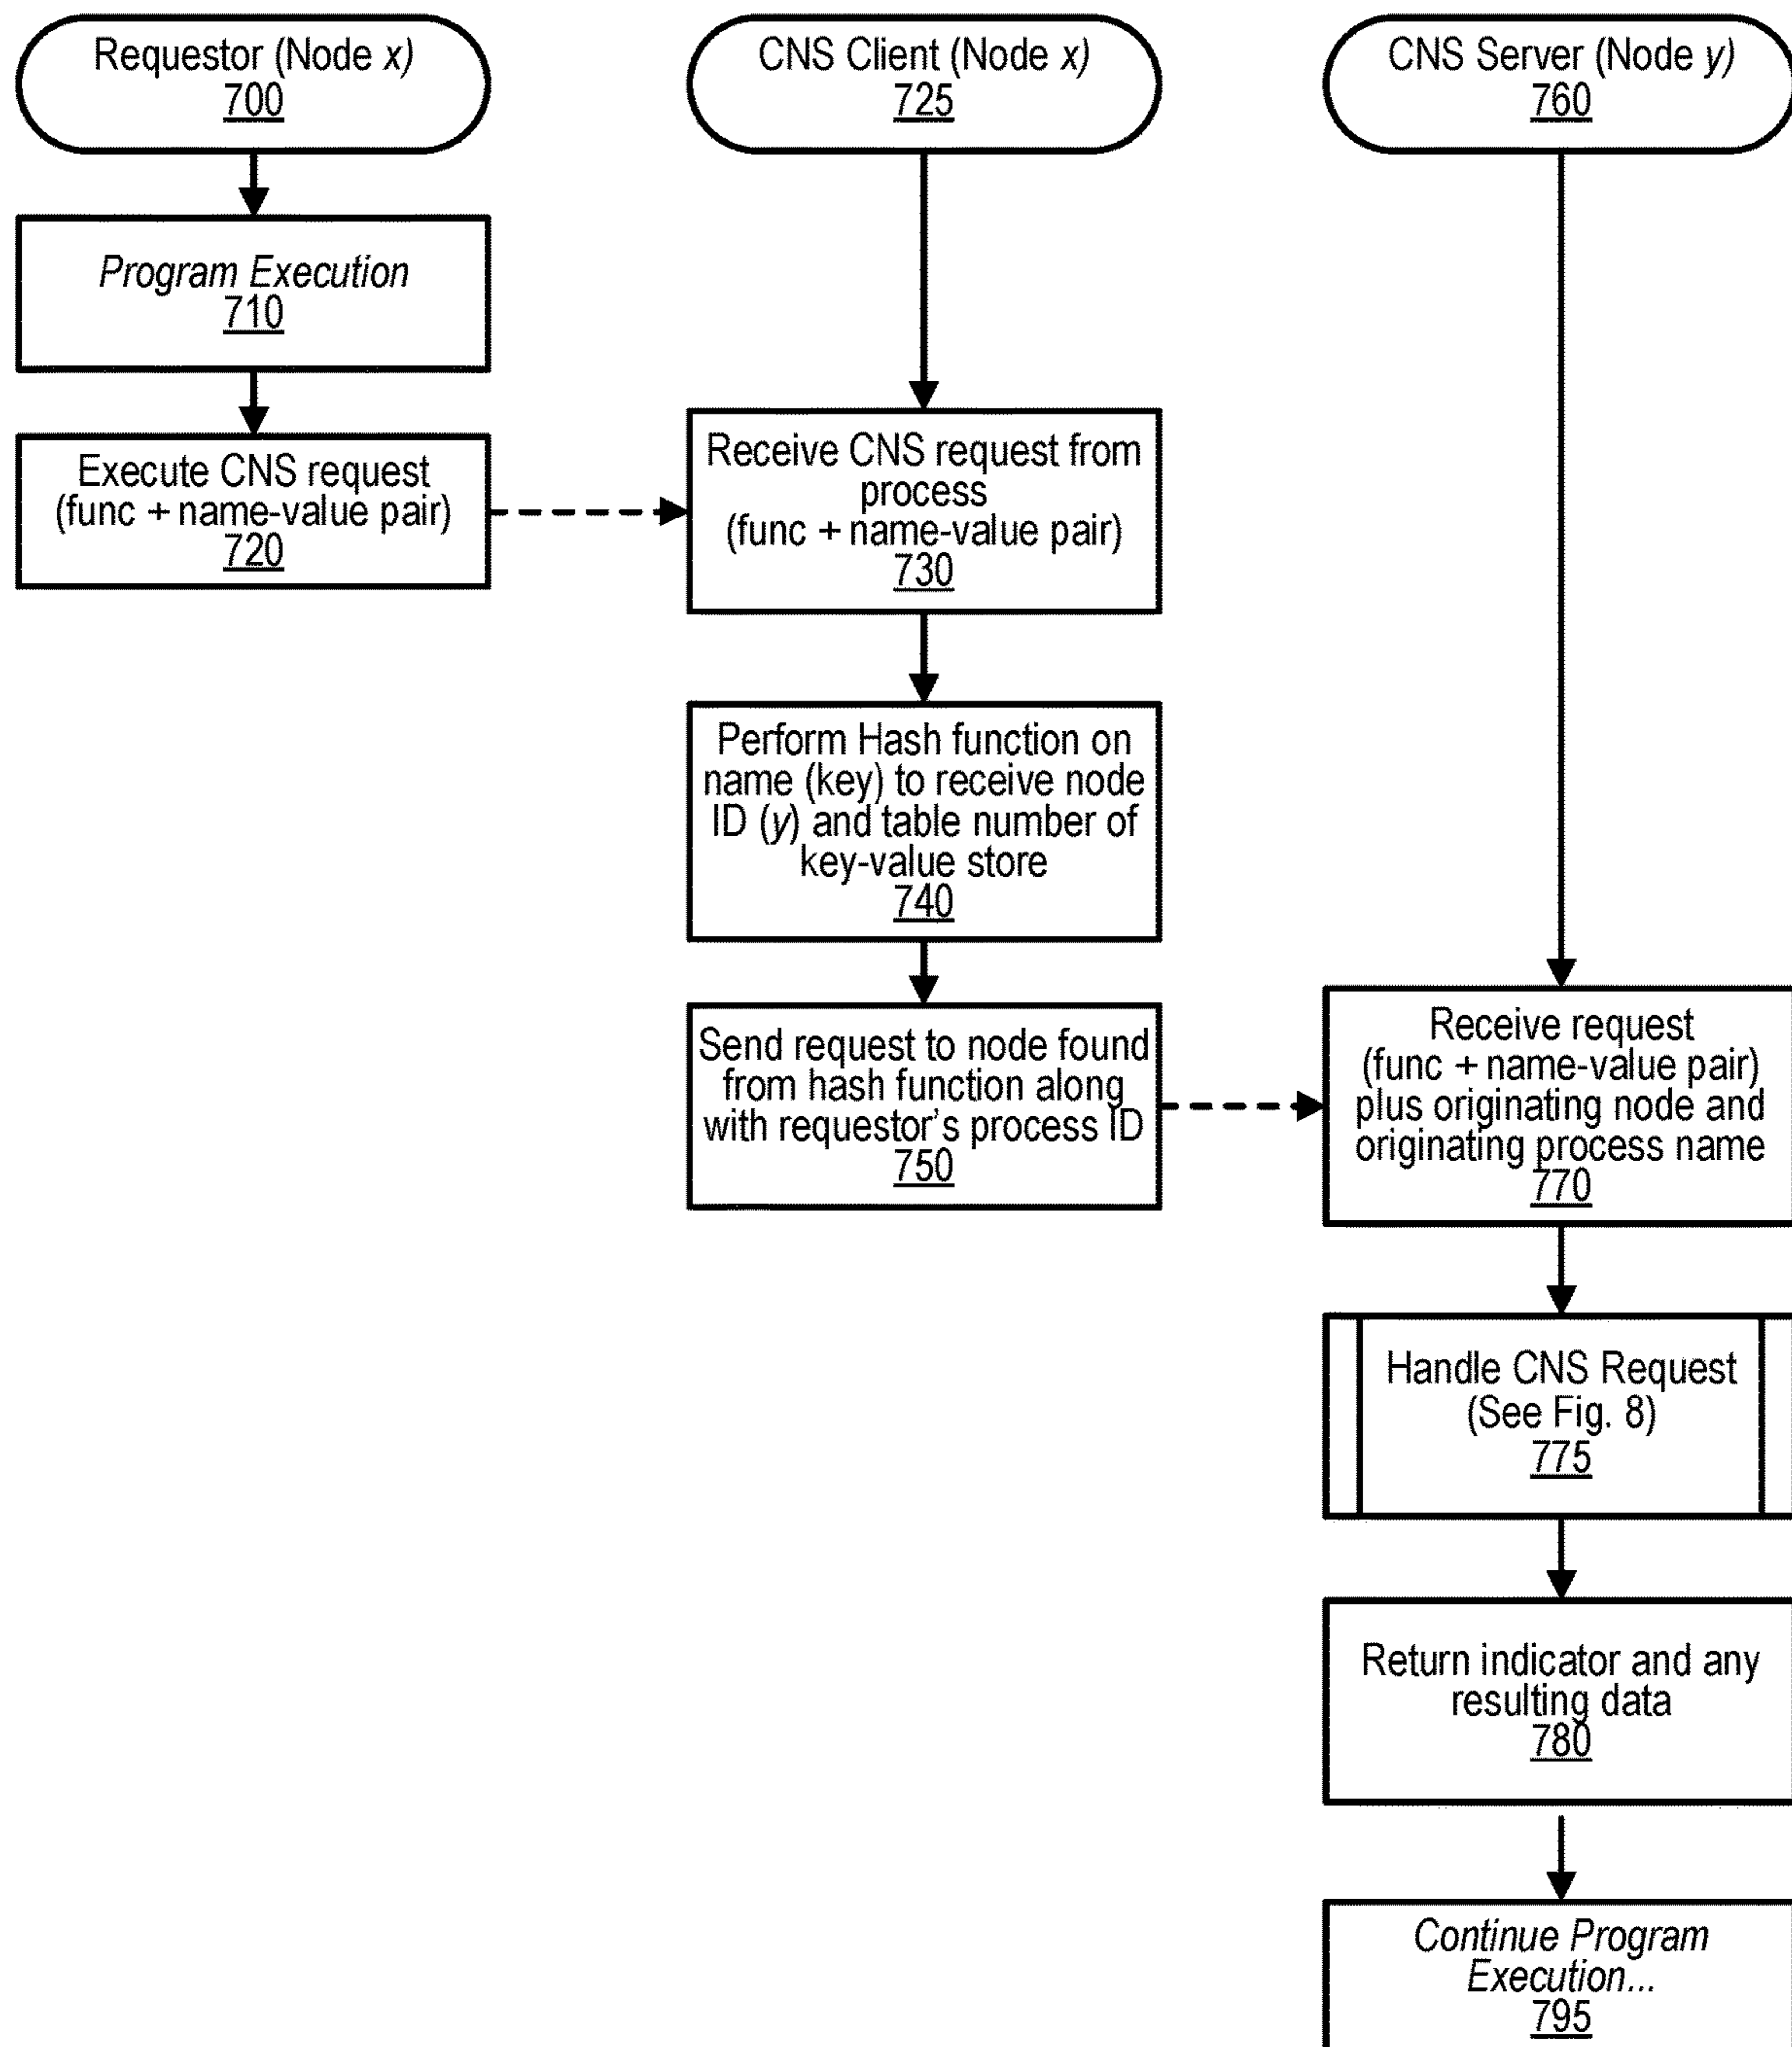 Requestor (Node x)
700
Program Execution
710
Execute CNS request
(func + name-value pair)
720
CNS Client (Node x)
725
Receive CNS request from
process
(func + name-value pair)
730
Perform Hash function on
name (key) to receive node
ID (y) and table number of
key-value store
740
Send request to node found
from hash function along
with requestor's process ID
750
CNS Server (Node y)
760
Receive request
(func + name-value pair)
plus originating node and
originating process name
770
Handle CNS Request
(See Fig. 8)
775
Return indicator and any
resulting data
780
Continue Program
Execution...
795